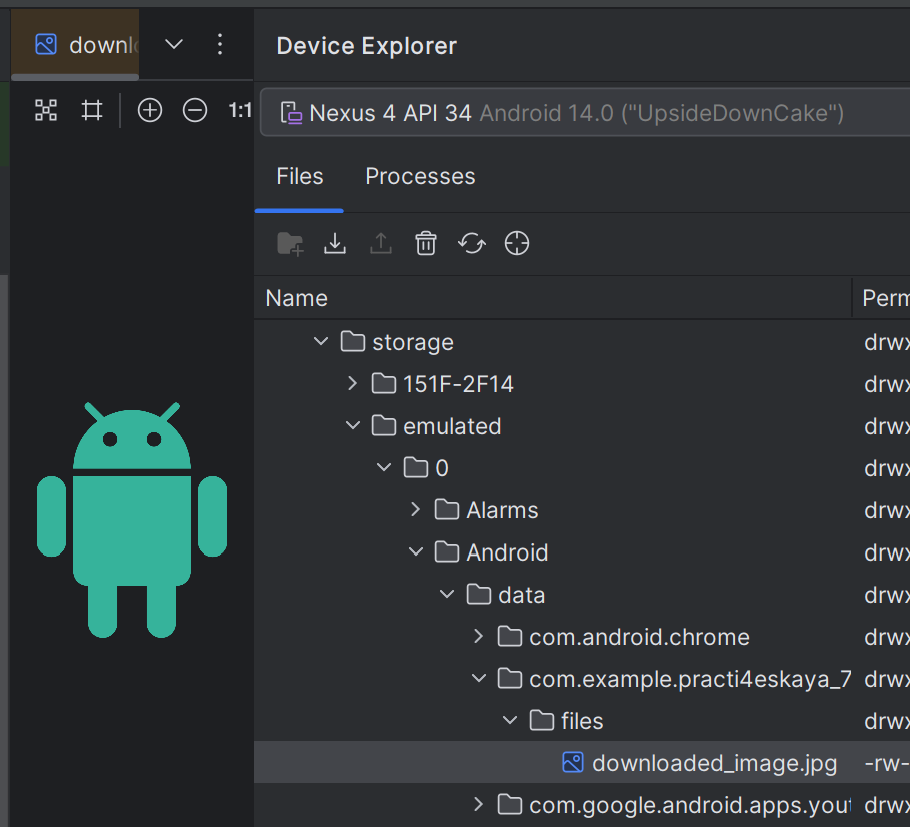 downl
Device Explorer
1:1
Nexus 4 API 34 Android 14.0 ("UpsideDownCake")
Files Processes
Name Perm
storage drwx
151F-2F14 drwx
emulated drwx
0 drwx
Alarms drwx
Android drwx
data drwx
com.android.chrome drwx
com.example.practi4eskaya_7 drwx
files drwx
downloaded_image.jpg -rw-
com.google.android.apps.yout drwx